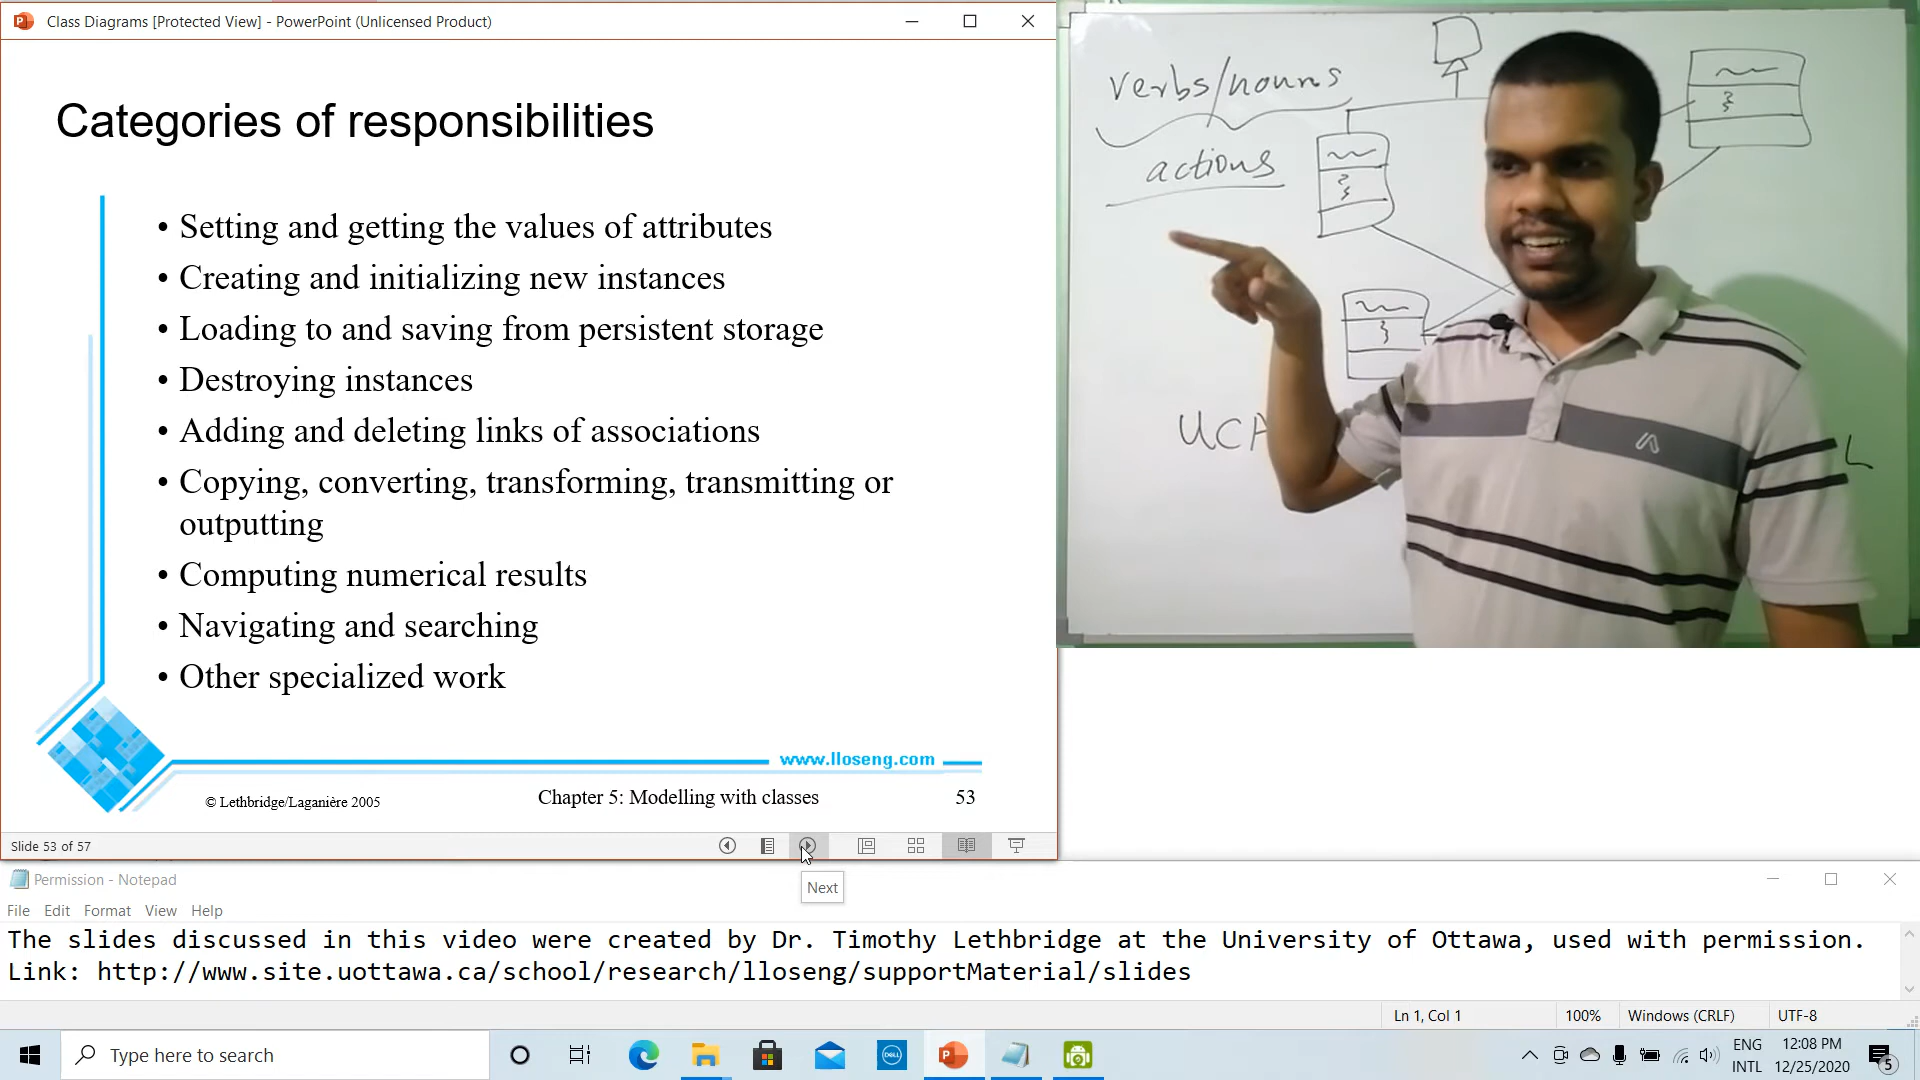 Class Diagrams [Protected View] - PowerPoint (Unlicensed Product)
Categories of responsibilities
• Setting and getting the values of attributes
• Creating and initializing new instances
• Loading to and saving from persistent storage
• Destroying instances
• Adding and deleting links of associations
• Copying, converting, transforming, transmitting or
outputting
• Computing numerical results
• Navigating and searching
• Other specialized work
www.lloseng.com
© Lethbridge/Laganière 2005
Chapter 5: Modelling with classes
53
Slide 53 of 57
Next
verbs/nouns
actions
UCA
L
Permission - Notepad
File Edit Format View Help
The slides discussed in this video were created by Dr. Timothy Lethbridge at the University of Ottawa, used with permission.
Link: http://www.site.uottawa.ca/school/research/lloseng/supportMaterial/slides
Ln 1, Col 1
100%
Windows (CRLF)
UTF-8
Type here to search
DELL
ENG
INTL
12:08 PM
12/25/2020
5